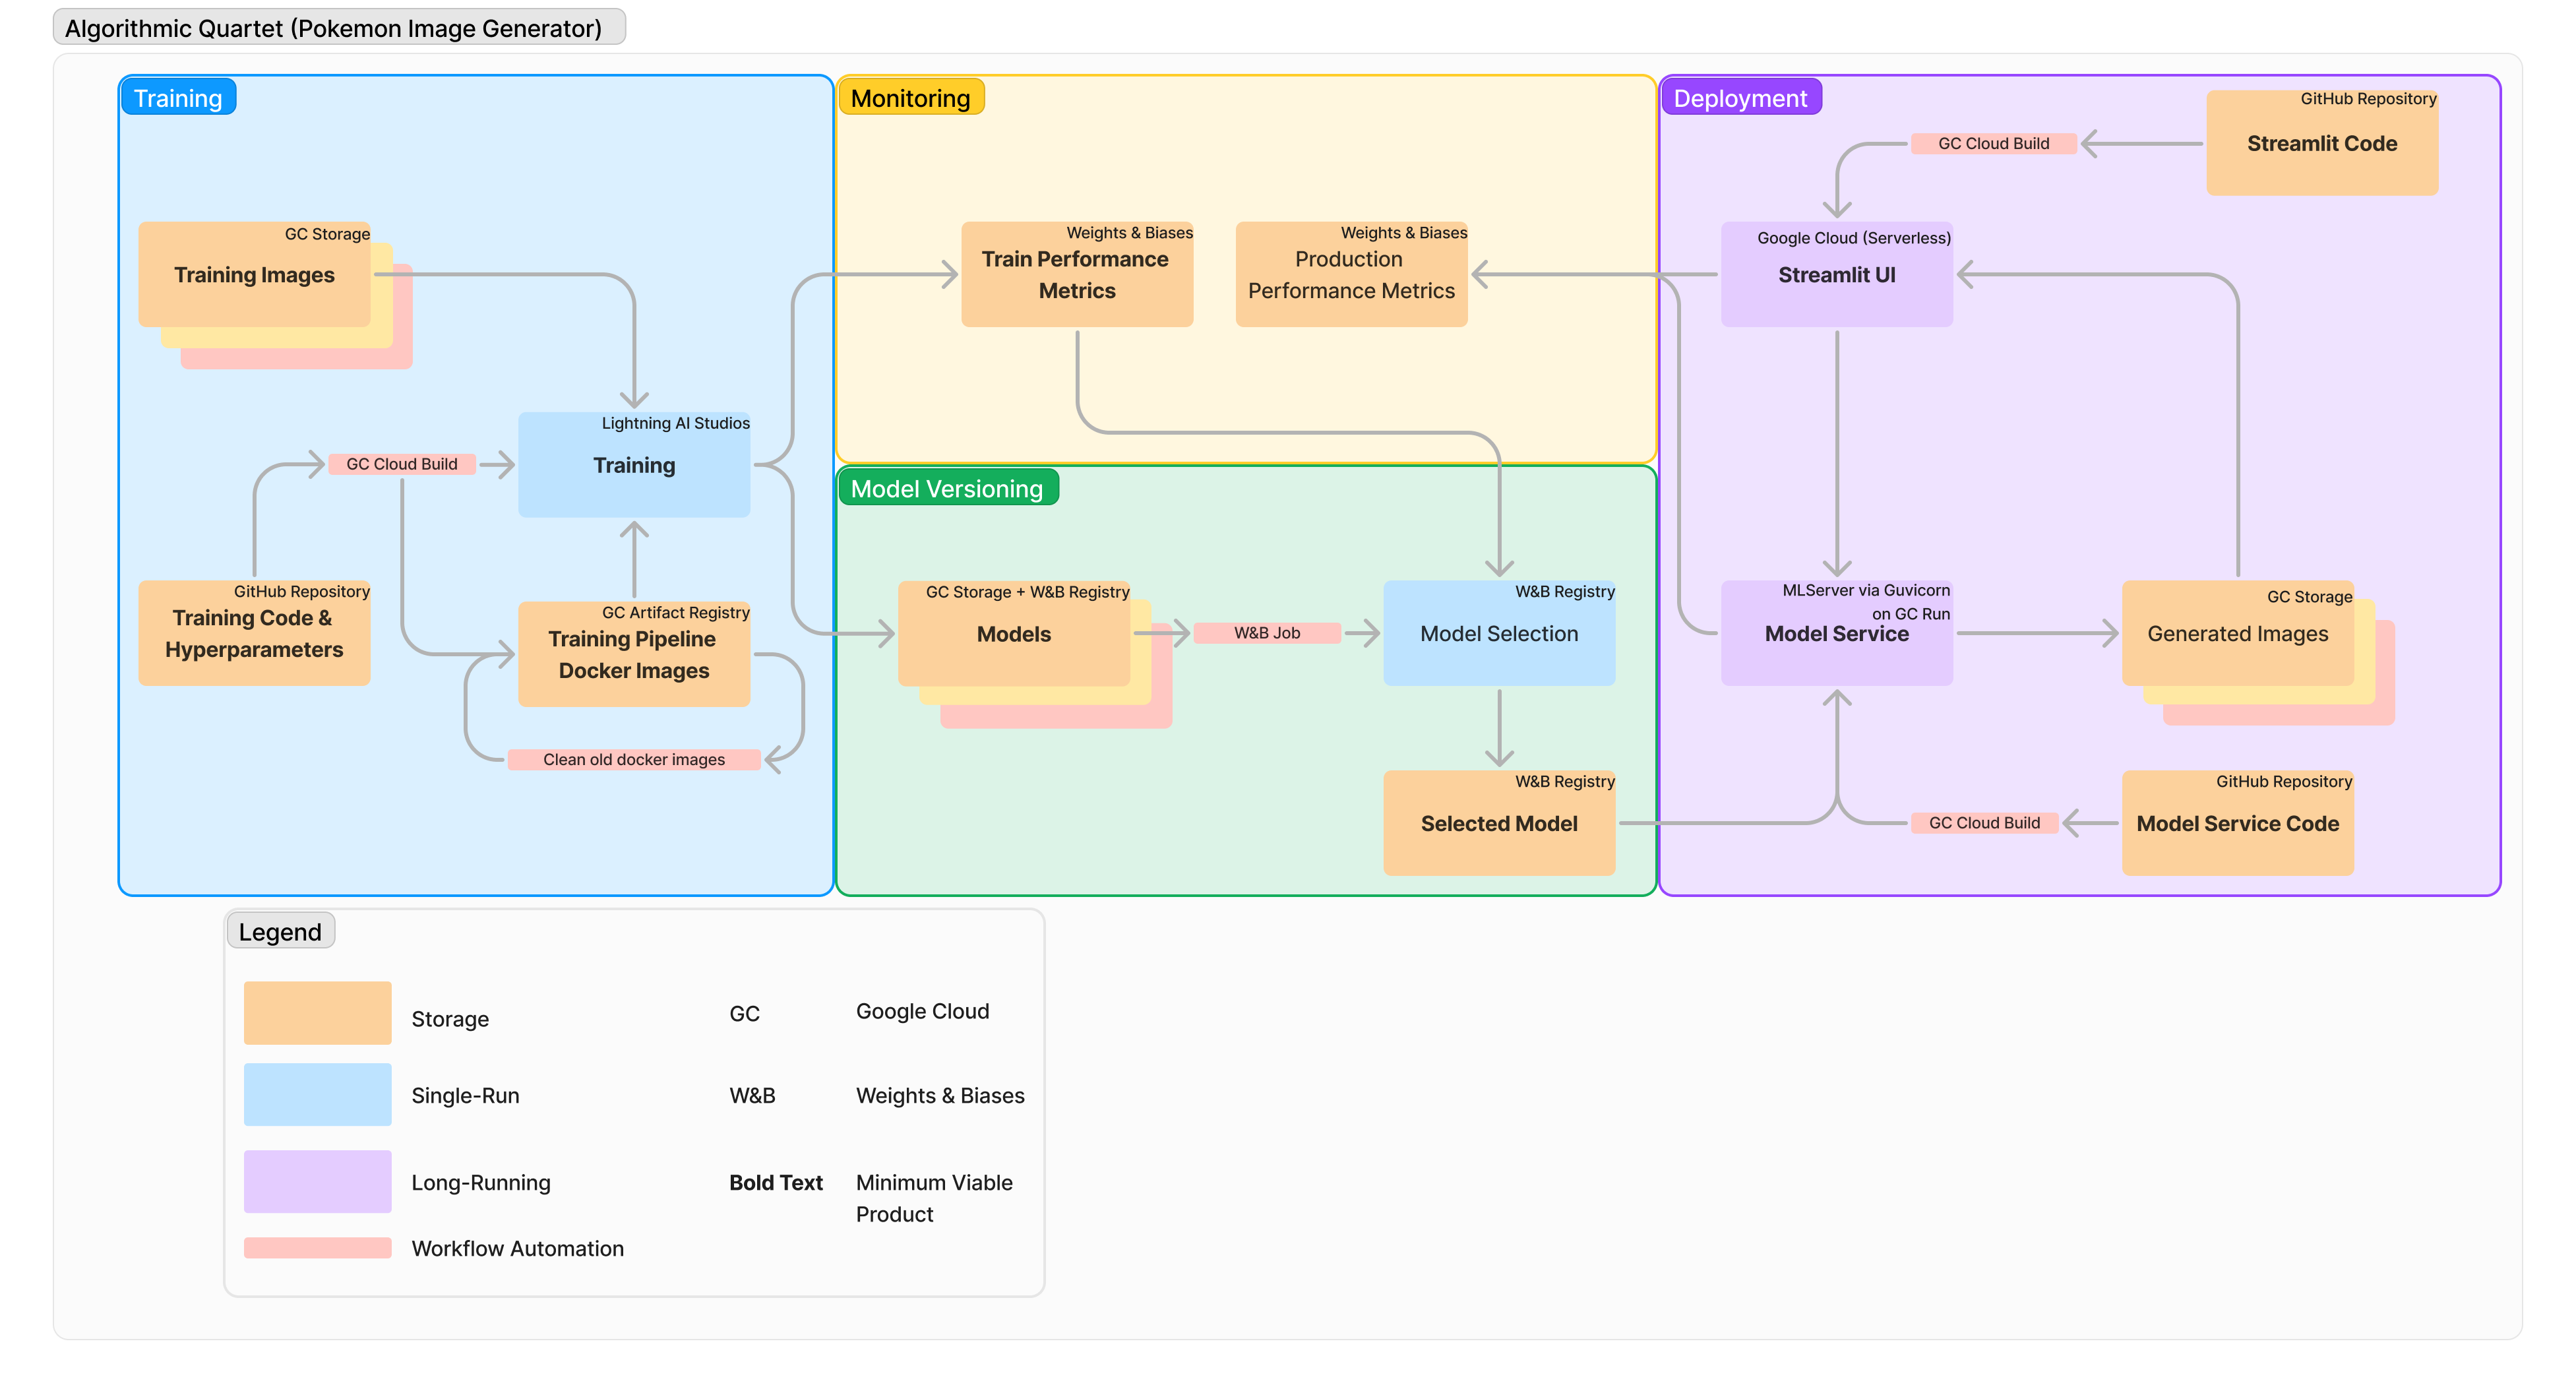 Algorithmic Quartet (Pokemon Image Generator)
Training
GC Storage
Training Images
Lightning AI Studios
Training
GC Cloud Build
GitHub Repository
Training Code &
Hyperparameters
GC Artifact Registry
Training Pipeline
Docker Images
Clean old docker images
Monitoring
Weights & Biases
Train Performance
Metrics
Weights & Biases
Production
Performance Metrics
Model Versioning
GC Storage + W&B Registry
Models
W&B Job
W&B Registry
Model Selection
W&B Registry
Selected Model
Deployment
GitHub Repository
Streamlit Code
GC Cloud Build
Google Cloud (Serverless)
Streamlit UI
MLServer via Guvicorn
on GC Run
Model Service
GC Storage
Generated Images
GitHub Repository
Model Service Code
GC Cloud Build
Legend
Storage
GC
Google Cloud
Single-Run
W&B
Weights & Biases
Long-Running
Bold Text
Minimum Viable
Product
Workflow Automation